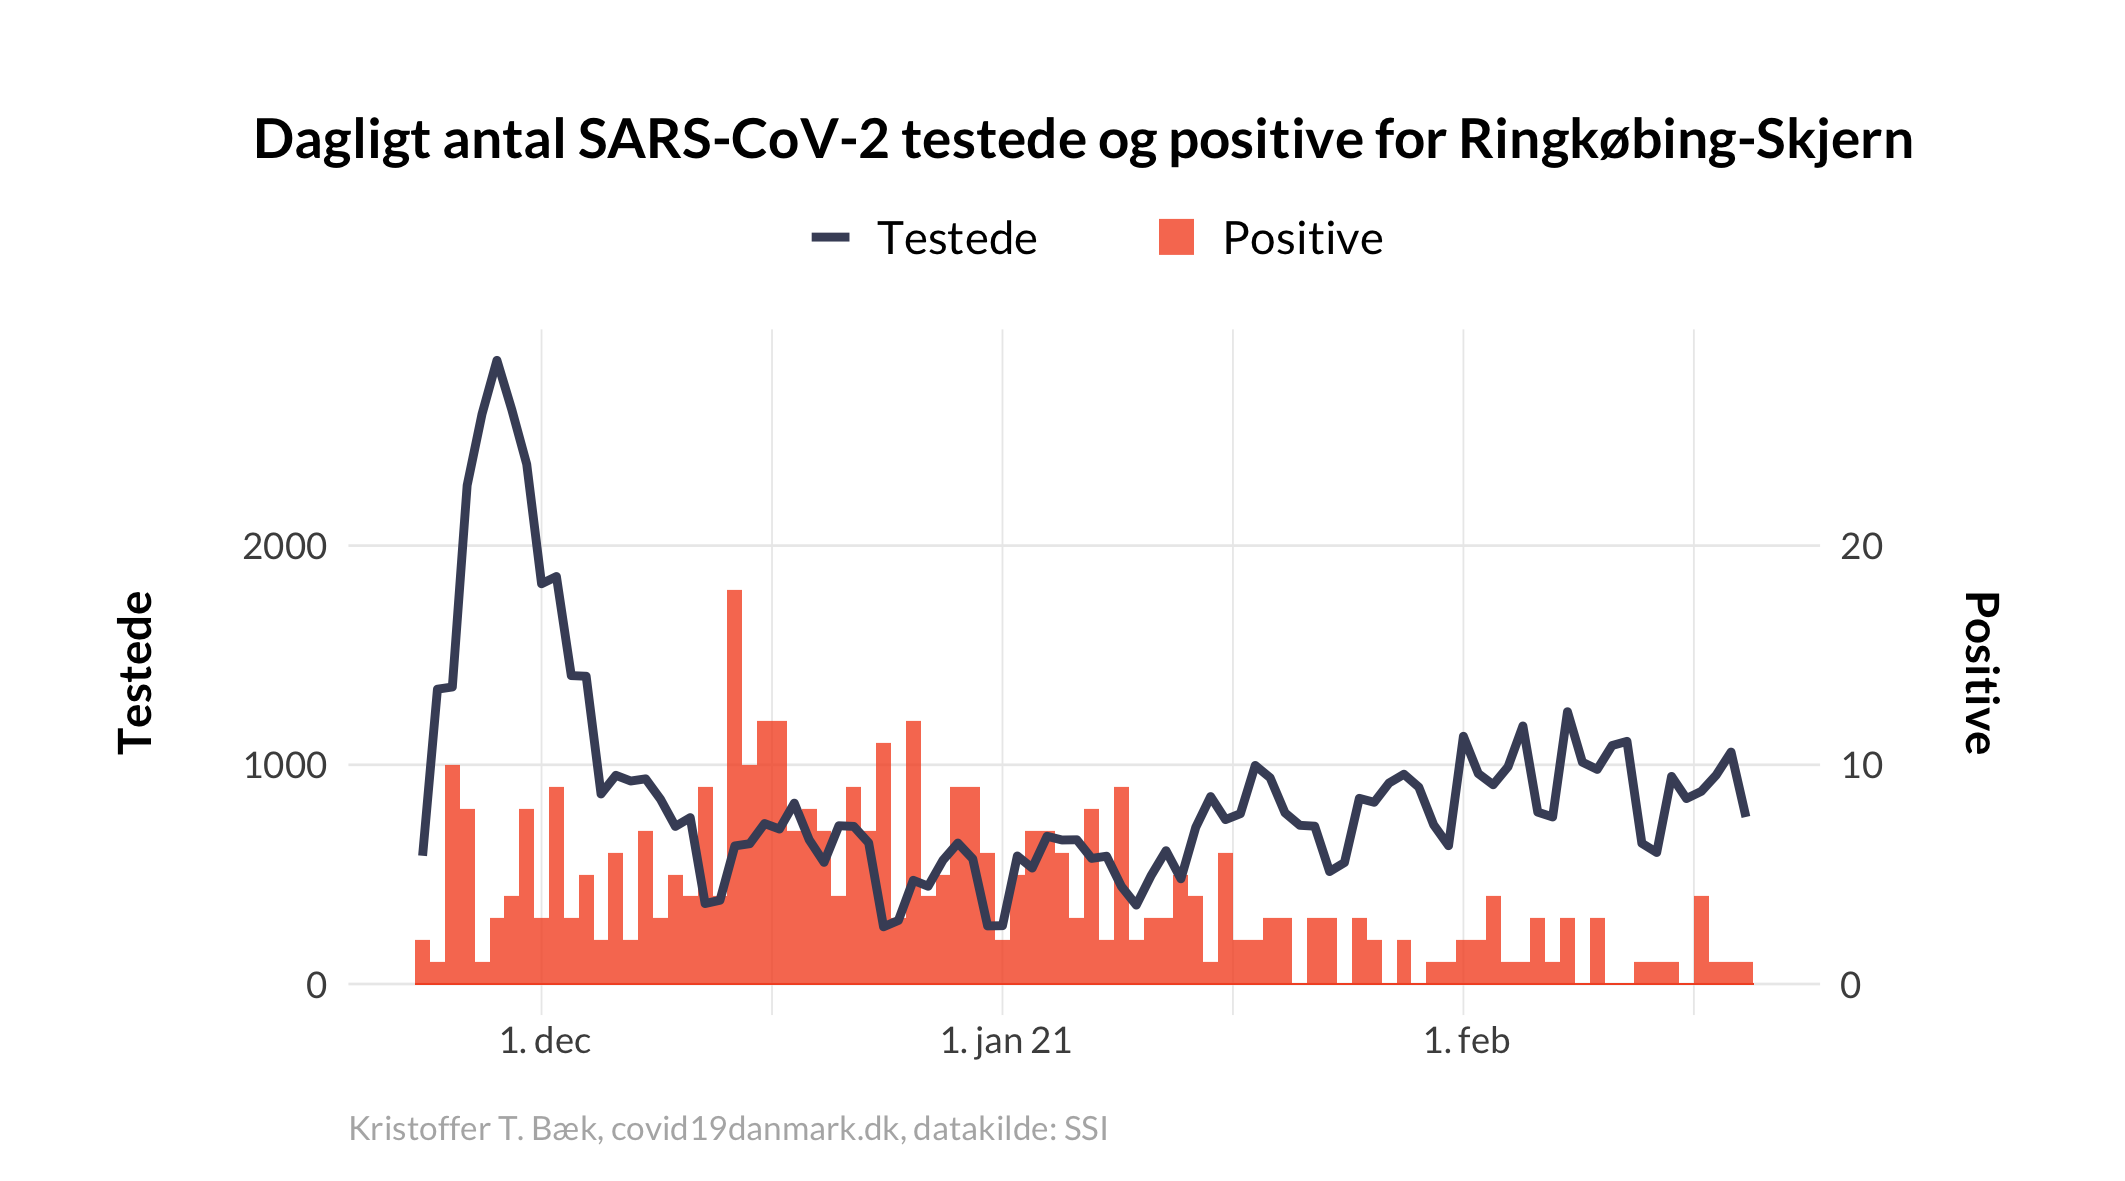 Dagligt antal SARS-CoV-2 testede og positive for Ringkøbing-Skjern
Testede
Positive
Testede
2000
1000
0
20
10
0
Positive
1. dec
1. jan 21
1. feb
Kristoffer T. Bæk, covid19danmark.dk, datakilde: SSI